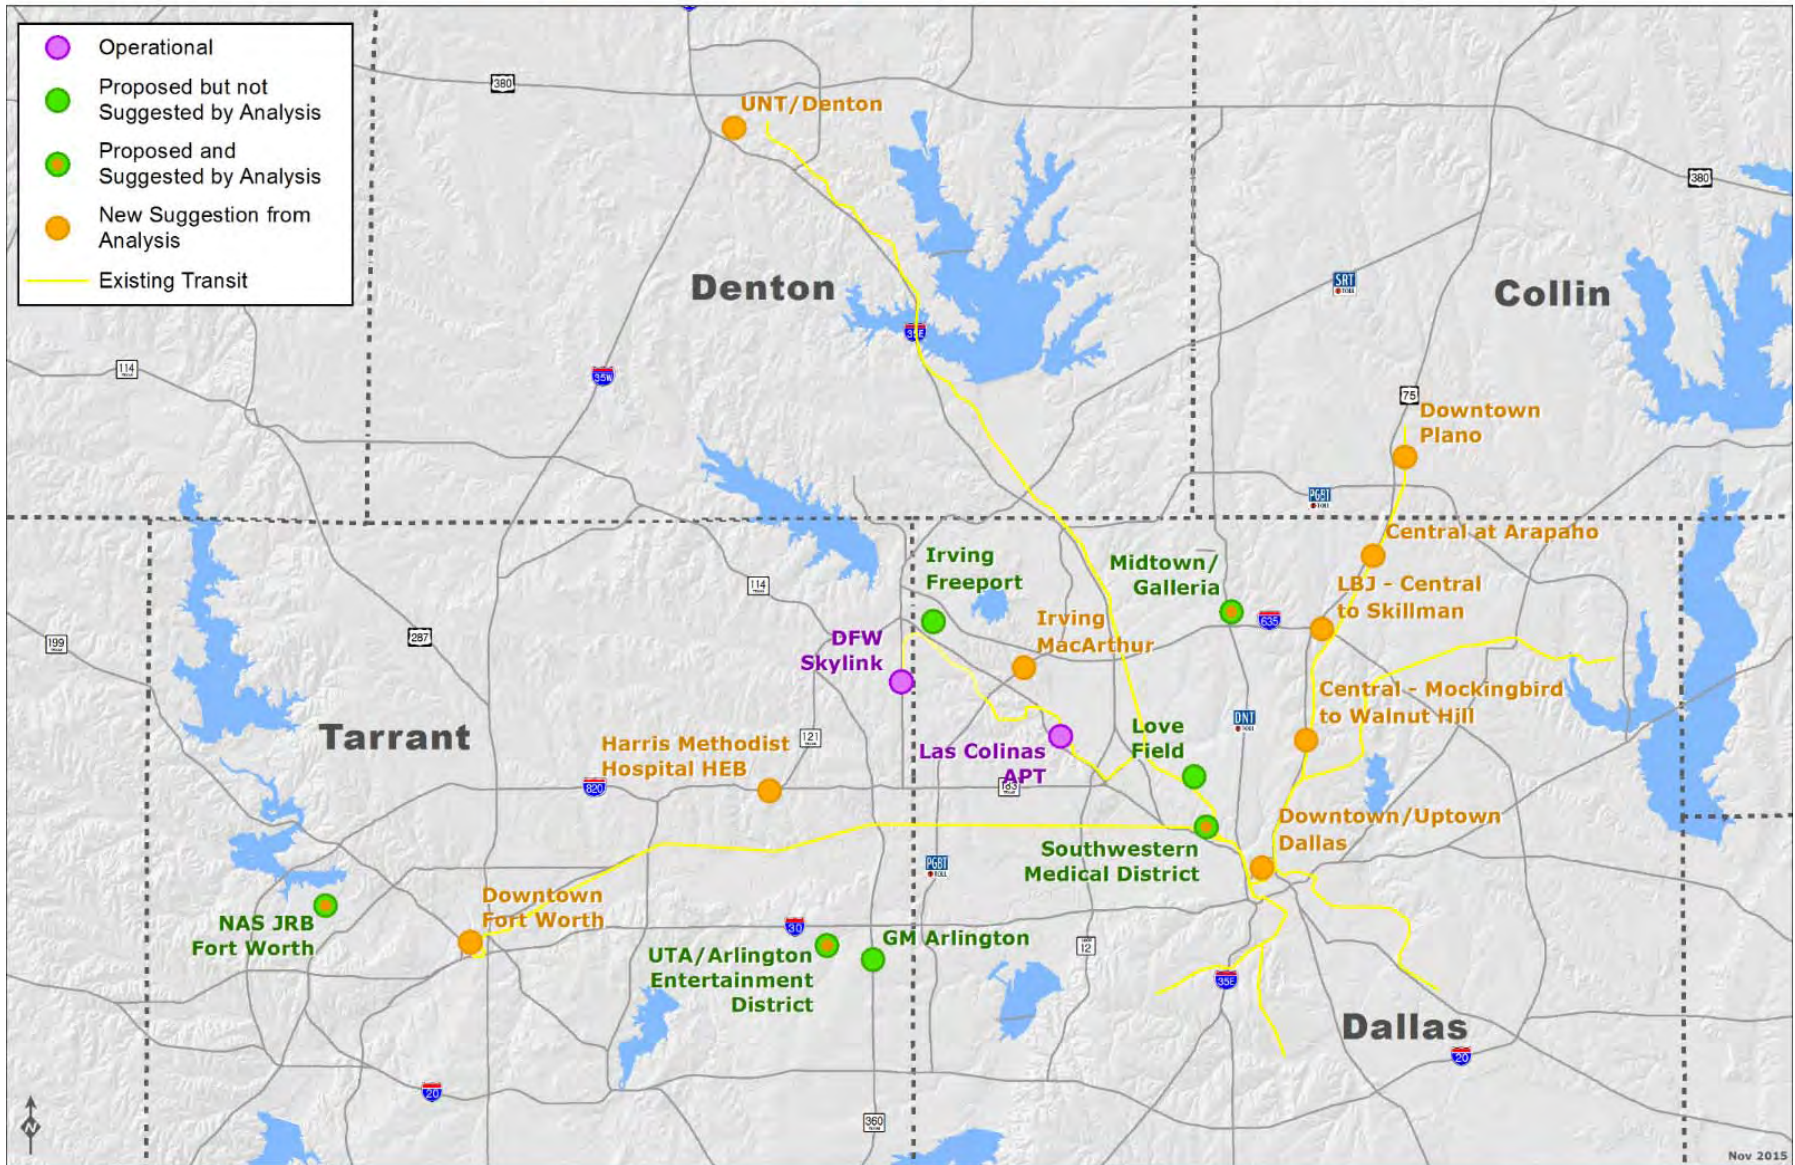 Operational
Proposed but not
Suggested by Analysis
Proposed and
Suggested by Analysis
New Suggestion from
Analysis
Existing Transit
380
UNT/Denton
380
Denton
SRT
TOLL
Collin
35E
114
35W
75
Downtown
Plano
PGBT
TOLL
Central at Arapaho
Irving
Freeport
Midtown/
Galleria
LBJ - Central
to Skillman
114
Irving
MacArthur
635
199
287
DFW
Skylink
Central - Mockingbird
to Walnut Hill
Tarrant
Harris Methodist
Hospital HEB
121
Las Colinas
APT
Love
Field
DNT
TOLL
820
183
Downtown/Uptown
Dallas
Southwestern
Medical District
PGBT
TOLL
Downtown
Fort Worth
NAS JRB
Fort Worth
30
GM Arlington
12
UTA/Arlington
Entertainment
District
35E
Dallas
20
20
360
N
Nov 2015